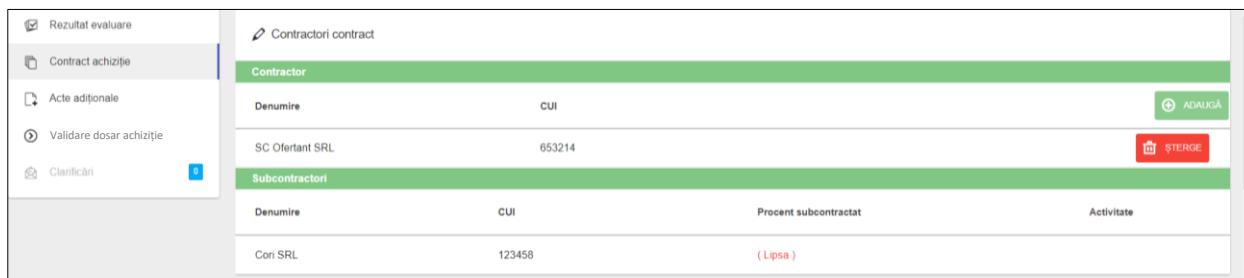 Rezultat evaluare
Contract achiziție
Acte adiționale
Validare dosar achiziție
Clarificări 0
Contractori contract
Contractor
Denumire CUI ADAUGĂ
SC Ofertant SRL 653214 ȘTERGE
Subcontractori
Denumire CUI Procent subcontractat Activitate
Cori SRL 123458 ( Lipsa )